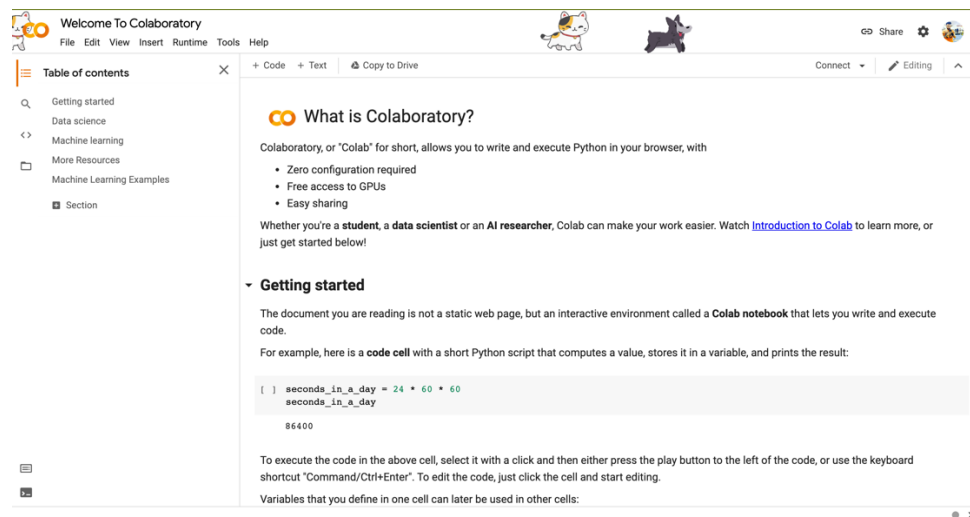 Welcome To Colaboratory
File Edit View Insert Runtime Tools Help
Share
Table of contents
Getting started
Data science
Machine learning
More Resources
Machine Learning Examples
Section
+ Code + Text Copy to Drive
Connect Editing
What is Colaboratory?
Colaboratory, or "Colab" for short, allows you to write and execute Python in your browser, with
• Zero configuration required
• Free access to GPUs
• Easy sharing
Whether you're a student, a data scientist or an AI researcher, Colab can make your work easier. Watch Introduction to Colab to learn more, or
just get started below!
Getting started
The document you are reading is not a static web page, but an interactive environment called a Colab notebook that lets you write and execute
code.
For example, here is a code cell with a short Python script that computes a value, stores it in a variable, and prints the result:
[ ] seconds_in_a_day = 24 * 60 * 60
seconds_in_a_day
86400
To execute the code in the above cell, select it with a click and then either press the play button to the left of the code, or use the keyboard
shortcut "Command/Ctrl+Enter". To edit the code, just click the cell and start editing.
Variables that you define in one cell can later be used in other cells: